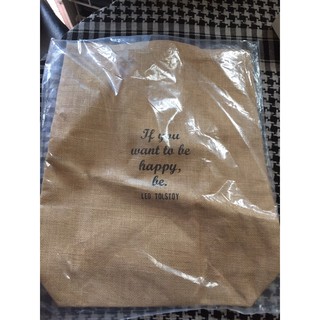 If you
want to be
happy,
be.
LEO TOLSTOY